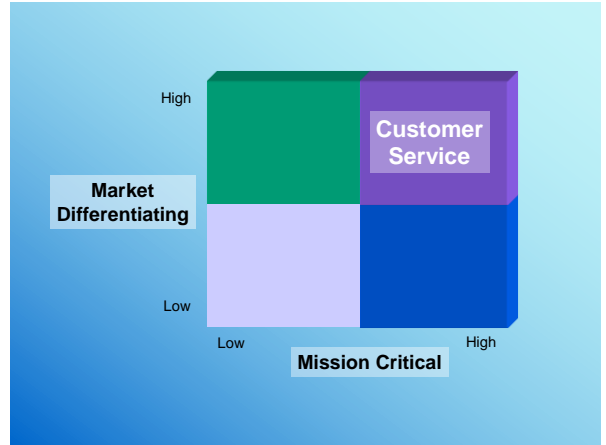 High
Customer
Service
Market
Differentiating
Low
Low
High
Mission Critical